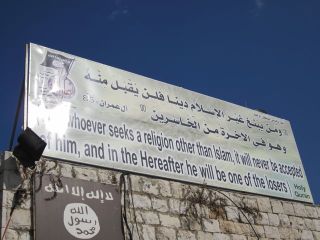 ومن يبتغ غير الإسلام دينا فلن يقبل منه
وهو في الآخرة من الخاسرين
آل عمران، 85
whoever seeks a religion other than Islam, it will never be accepted
of him, and in the Hereafter he will be one of the losers
Holy
Quran
لا إله إلا الله
الله
رسول
محمد